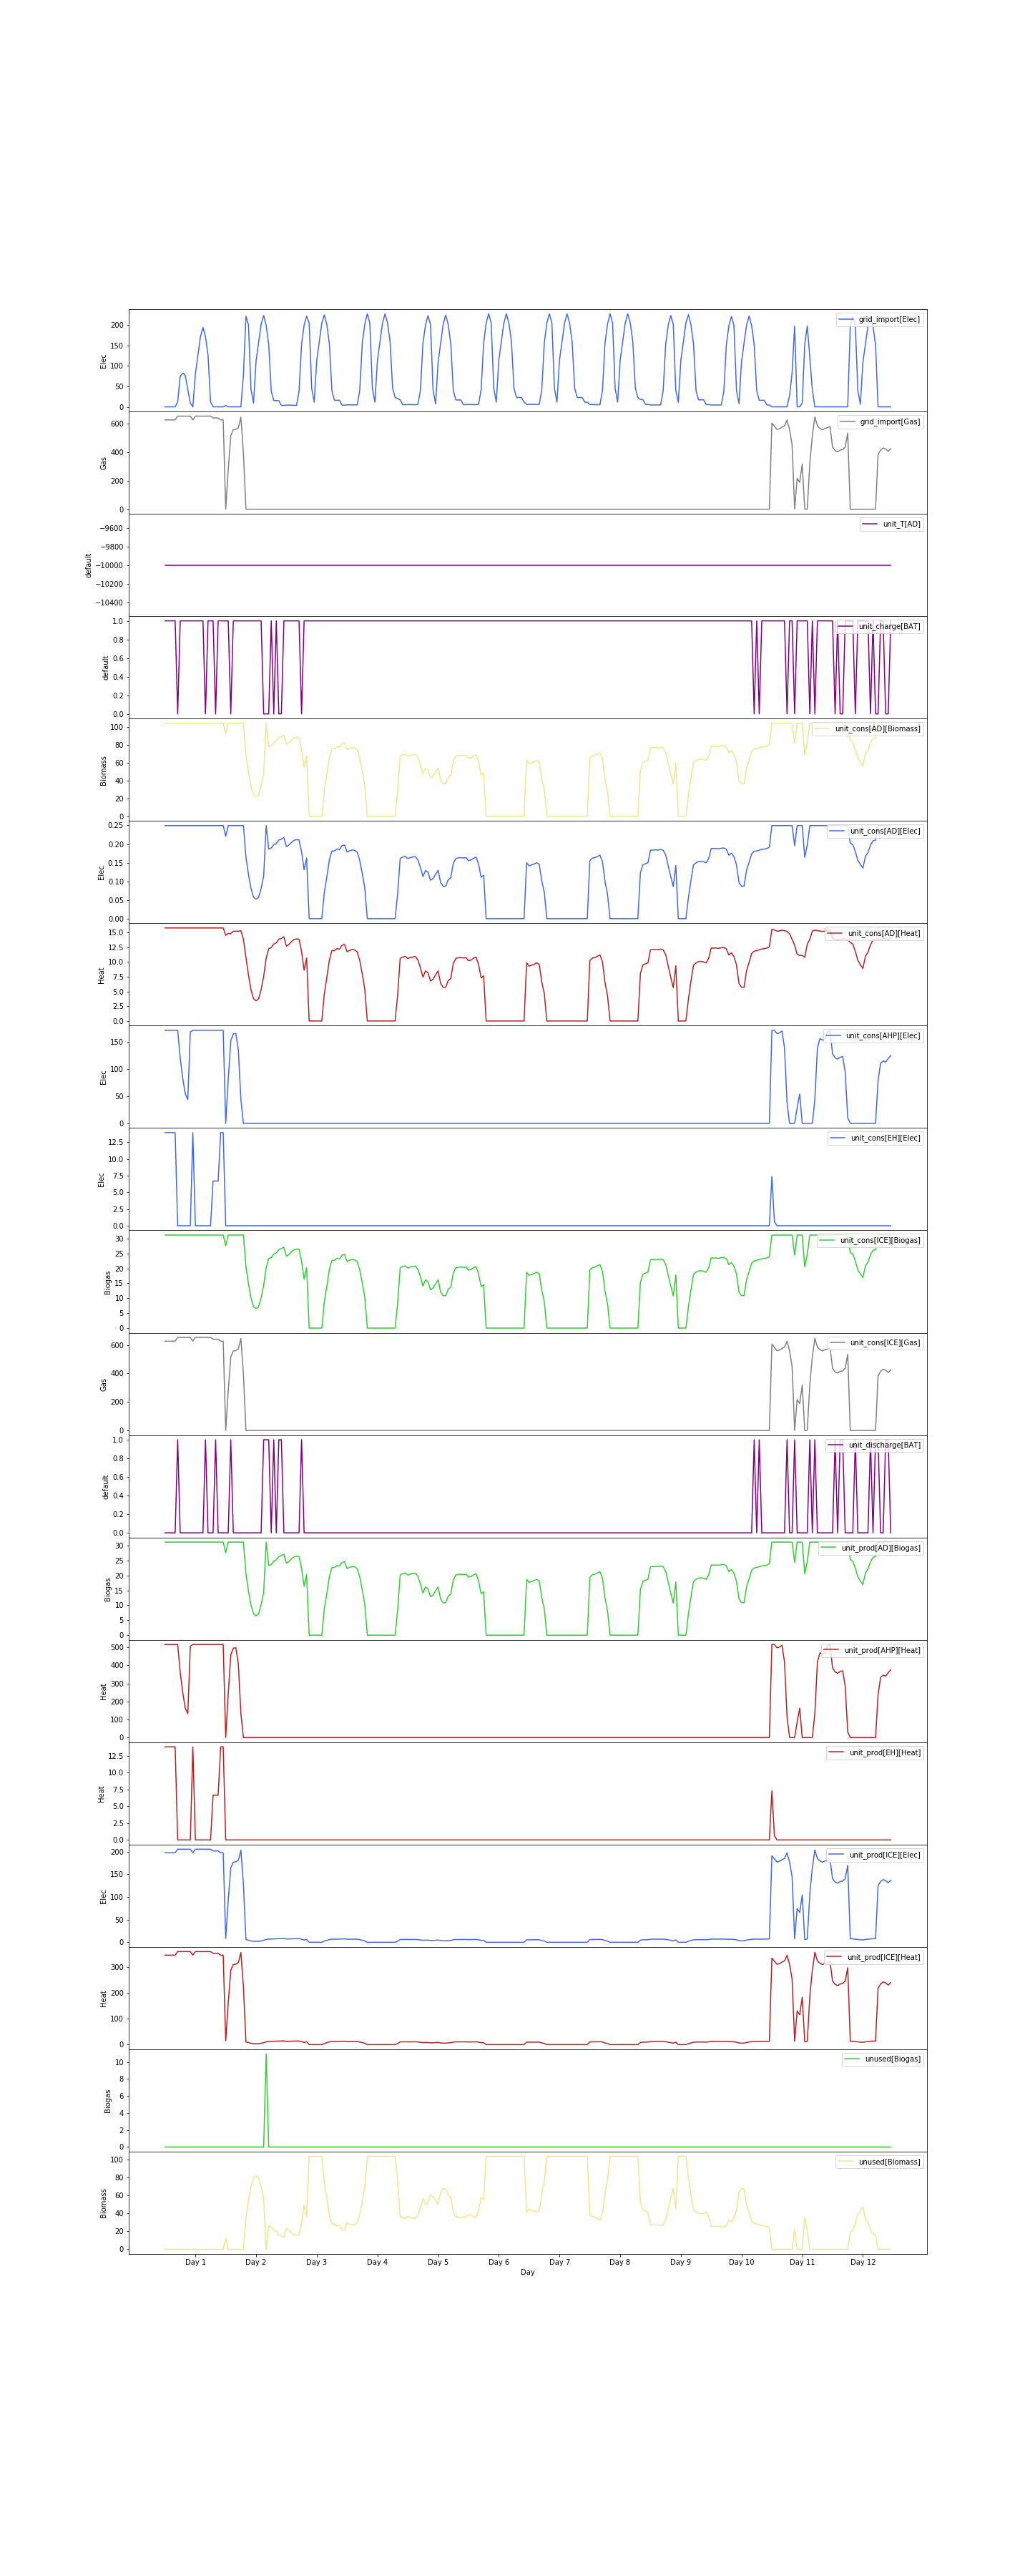 grid_import[Elec]
200
150
100
50
0
Elec
grid_import[Gas]
600
400
200
0
Gas
unit_T[AD]
−9600
−9800
−10000
−10200
−10400
default
unit_charge[BAT]
1.0
0.8
0.6
0.4
0.2
0.0
default
unit_cons[AD][Biomass]
100
80
60
40
20
0
Biomass
unit_cons[AD][Elec]
0.25
0.20
0.15
0.10
0.05
0.00
Elec
unit_cons[AD][Heat]
15.0
12.5
10.0
7.5
5.0
2.5
0.0
Heat
unit_cons[AHP][Elec]
150
100
50
0
Elec
unit_cons[EH][Elec]
12.5
10.0
7.5
5.0
2.5
0.0
Elec
unit_cons[ICE][Biogas]
30
25
20
15
10
5
0
Biogas
unit_cons[ICE][Gas]
600
400
200
0
Gas
unit_discharge[BAT]
1.0
0.8
0.6
0.4
0.2
0.0
default
unit_prod[AD][Biogas]
30
25
20
15
10
5
0
Biogas
unit_prod[AHP][Heat]
500
400
300
200
100
0
Heat
unit_prod[EH][Heat]
12.5
10.0
7.5
5.0
2.5
0.0
Heat
unit_prod[ICE][Elec]
200
150
100
50
0
Elec
unit_prod[ICE][Heat]
300
200
100
0
Heat
unused[Biogas]
10
8
6
4
2
0
Biogas
unused[Biomass]
100
80
60
40
20
0
Biomass
Day 1 Day 2 Day 3 Day 4 Day 5 Day 6 Day 7 Day 8 Day 9 Day 10 Day 11 Day 12
Day